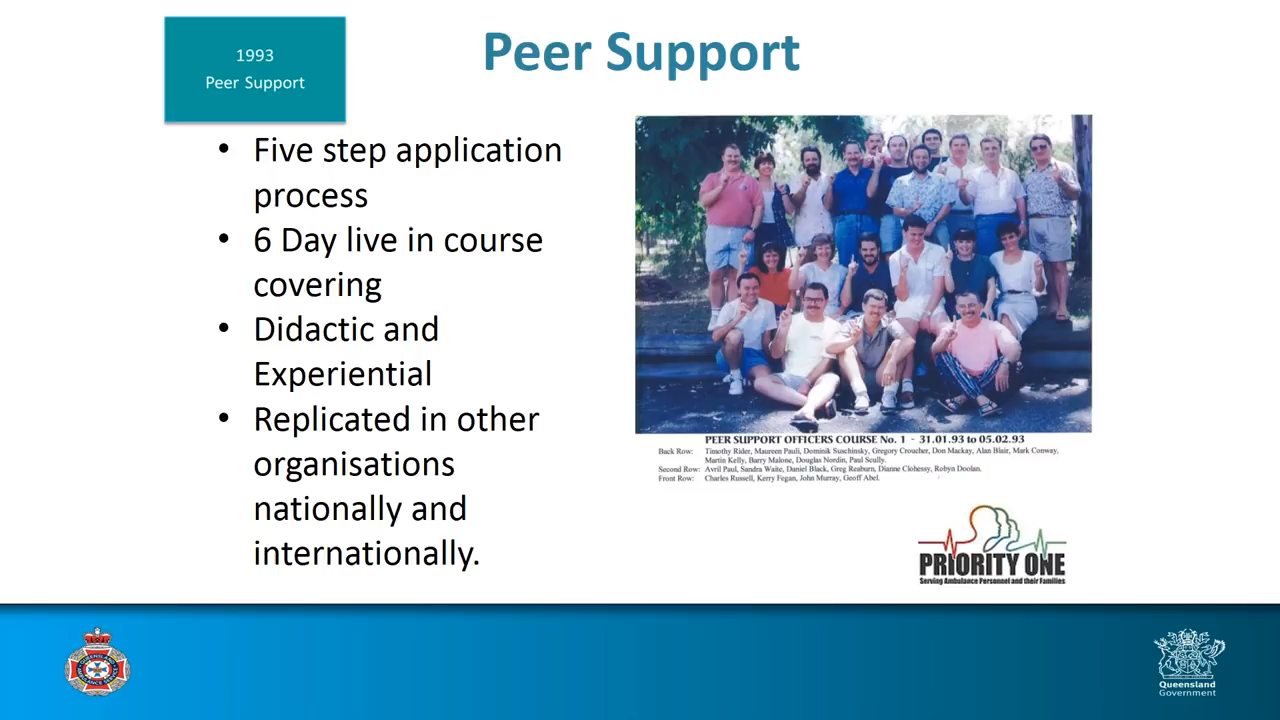 1993
Peer Support
Peer Support
• Five step application
process
• 6 Day live in course
covering
• Didactic and
Experiential
• Replicated in other
organisations
nationally and
internationally.
PEER SUPPORT OFFICERS COURSE No. 1 - 31.01.93 to 05.02.93
Back Row: Timothy Rider, Maureen Pauli, Dominik Suschinsky, Gregory Croucher, Don Mackay, Alan Blair, Mark Conway,
Martin Kelly, Barry Malone, Douglas Nordin, Paul Scully.
Second Row: Avril Paul, Sandra Waite, Daniel Black, Greg Reaburn, Dianne Clohessy, Robyn Doolan.
Front Row: Charles Russell, Kerry Fegan, John Murray, Geoff Abel.
PRIORITY ONE
Serving Ambulance Personnel and their Families
Queensland
Government